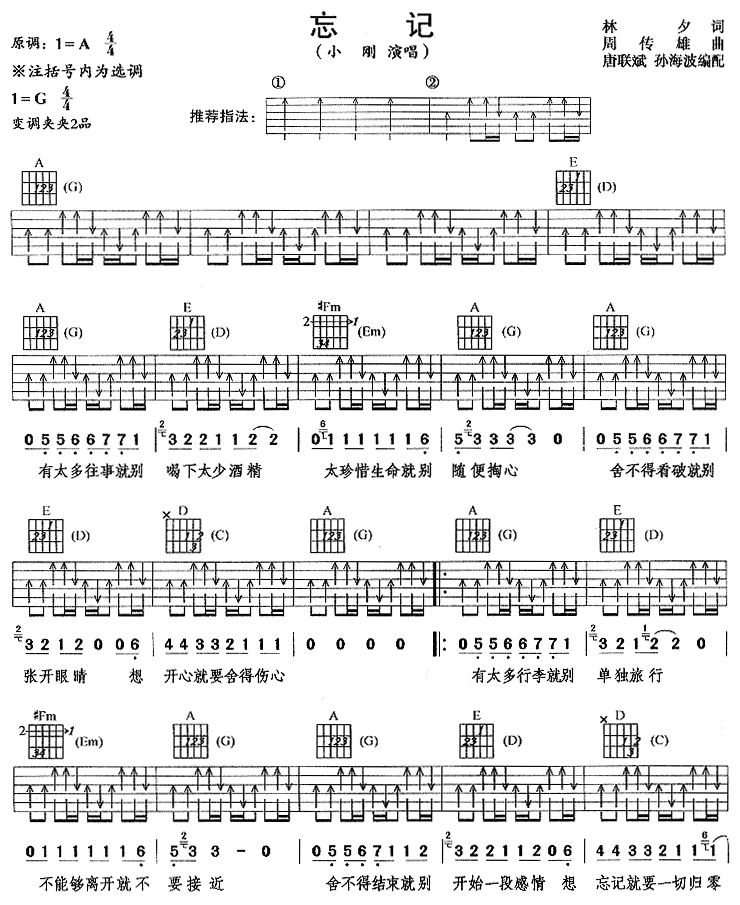 忘 记
(小 刚 演唱)
林 夕 词
周 传 雄 曲
唐联斌 孙海波编配
原调: 1=A 4/4
※注括号内为选调
1=G 4/4
变调夹夹2品
推荐指法: ① ②
A (G) E (D)
A (G) E (D) #Fm (Em) A (G) A (G)
0 5 5 6 6 7 7 1 | 3 2 2 1 1 2 2 | 0 1 1 1 1 1 1 6 | 5 3 3 3 3 0 | 0 5 5 6 6 7 7 1
有太多往事就别 喝下太少酒精 太珍惜生命就别 随便掏心 舍不得看破就别
E (D) D (C) A (G) A (G) E (D)
3 2 1 2 0 0 6 | 4 4 3 3 2 1 1 1 | 0 0 0 0 :0 5 5 6 6 7 7 1 | 3 2 1 2 2 0
张开眼睛 想 开心就要舍得伤心 有太多行李就别 单独旅行
#Fm (Em) A (G) A (G) E (D) D (C)
0 1 1 1 1 1 1 6 | 5 3 3 - 0 | 0 5 5 6 7 1 1 2 | 3 2 2 1 1 2 0 6 | 4 4 3 3 2 1 1 1
不能够离开就不 要接近 舍不得结束就别 开始一段感情 想 忘记就要一切归零